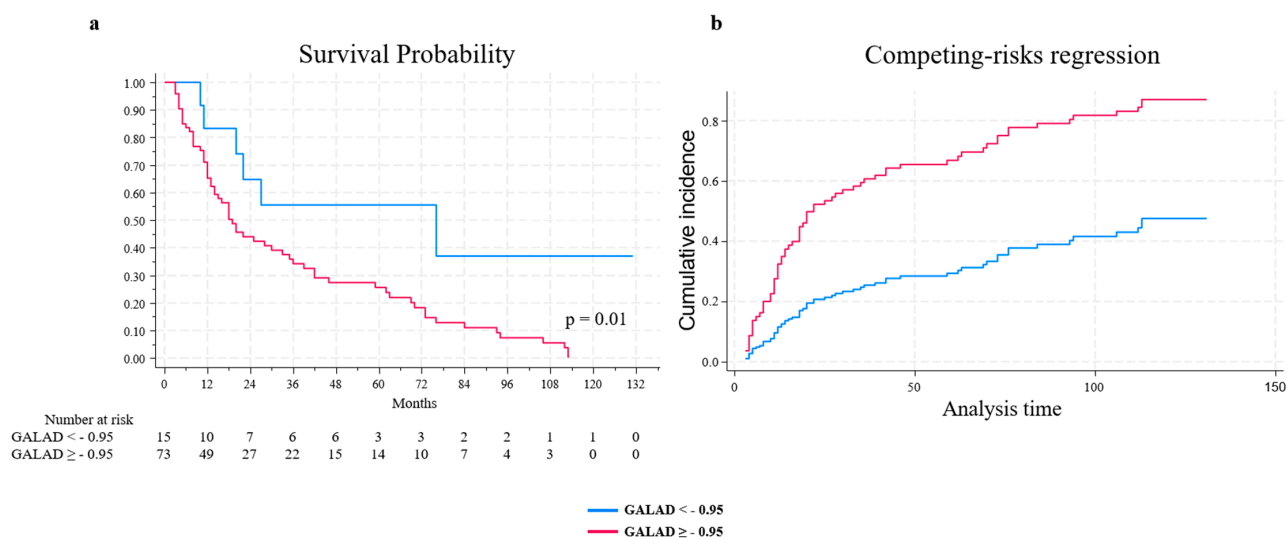 a
Survival Probability
1.00
0.90
0.80
0.70
0.60
0.50
0.40
0.30
0.20
0.10
0.00
p = 0.01
0 12 24 36 48 60 72 84 96 108 120 132
Months
Number at risk
GALAD < - 0.95 15 10 7 6 6 3 3 2 2 1 1 0
GALAD ≥ - 0.95 73 49 27 22 15 14 10 7 4 3 0 0
b
Competing-risks regression
Cumulative incidence
0.8
0.6
0.4
0.2
0.0
0 50 100 150
Analysis time
GALAD < - 0.95
GALAD ≥ - 0.95